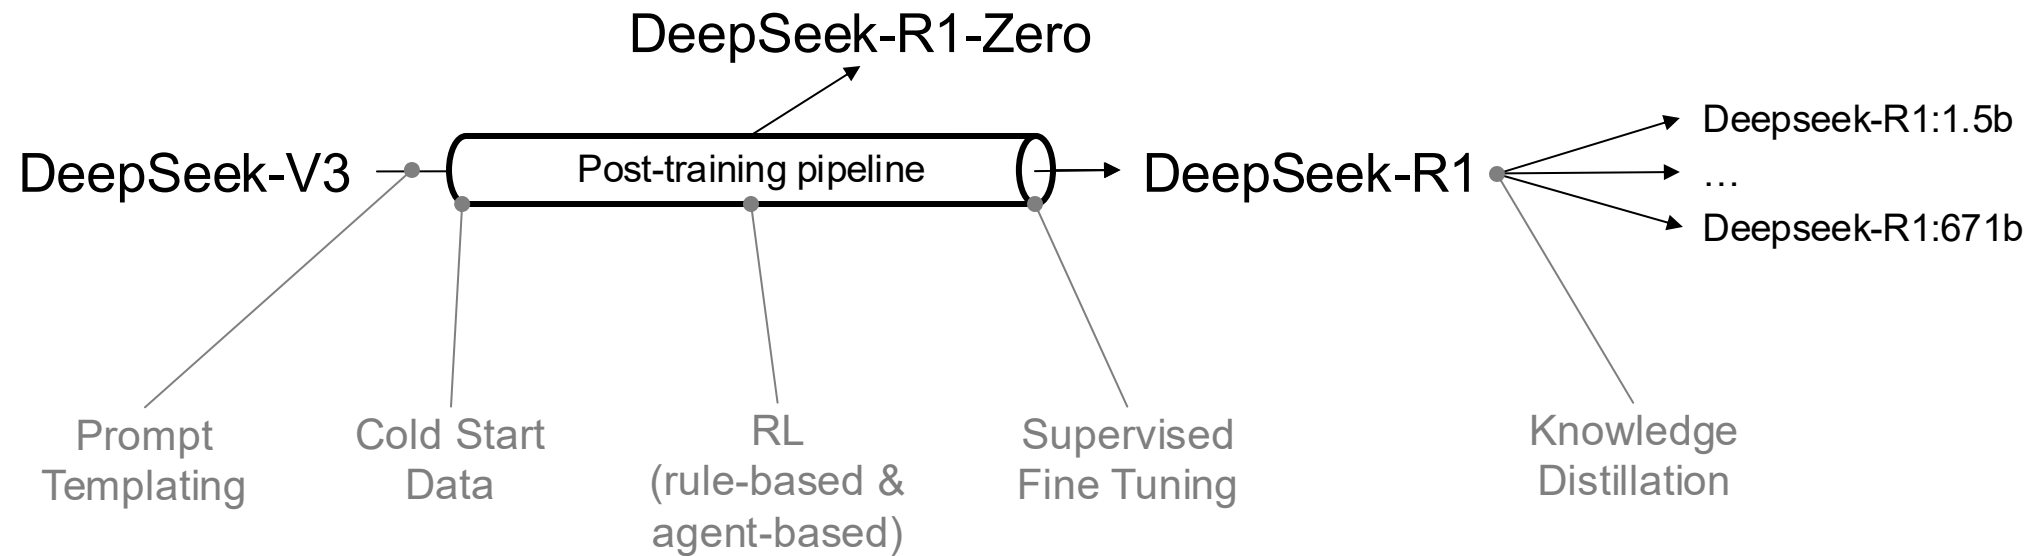 DeepSeek-R1-Zero
DeepSeek-V3
Post-training pipeline
DeepSeek-R1
Deepseek-R1:1.5b
...
Deepseek-R1:671b
Prompt
Templating
Cold Start
Data
RL
(rule-based &
agent-based)
Supervised
Fine Tuning
Knowledge
Distillation